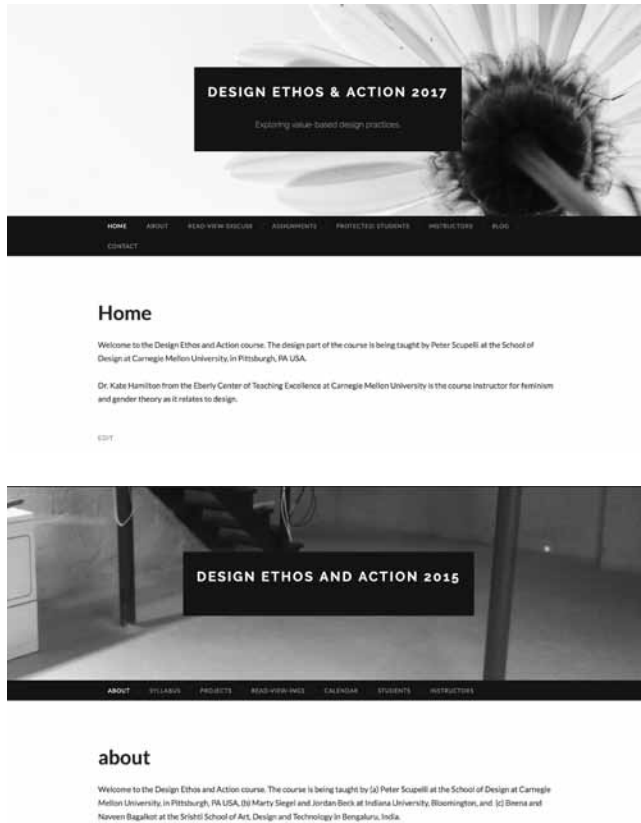 DESIGN ETHOS & ACTION 2017
Exploring value-based design practices.
HOME ABOUT READ-VIEW-DISCUSS ASSIGNMENTS PROTECTED: STUDENTS INSTRUCTORS BLOG
CONTACT
Home
Welcome to the Design Ethos and Action course. The design part of the course is being taught by Peter Scupelli at the School of
Design at Carnegie Mellon University, in Pittsburgh, PA USA.
Dr. Kate Hamilton from the Eberly Center of Teaching Excellence at Carnegie Mellon University is the course instructor for feminism
and gender theory as it relates to design.
EDIT
DESIGN ETHOS AND ACTION 2015
ABOUT SYLLABUS PROJECTS READ-VIEW-INGS CALENDAR STUDENTS INSTRUCTORS
about
Welcome to the Design Ethos and Action course. The course is being taught by (a) Peter Scupelli at the School of Design at Carnegie
Mellon University, in Pittsburgh, PA USA, (b) Marty Siegel and Jordan Beck at Indiana University, Bloomington, and (c) Beena and
Naveen Bagalkot at the Srishti School of Art, Design and Technology in Bengaluru, India.